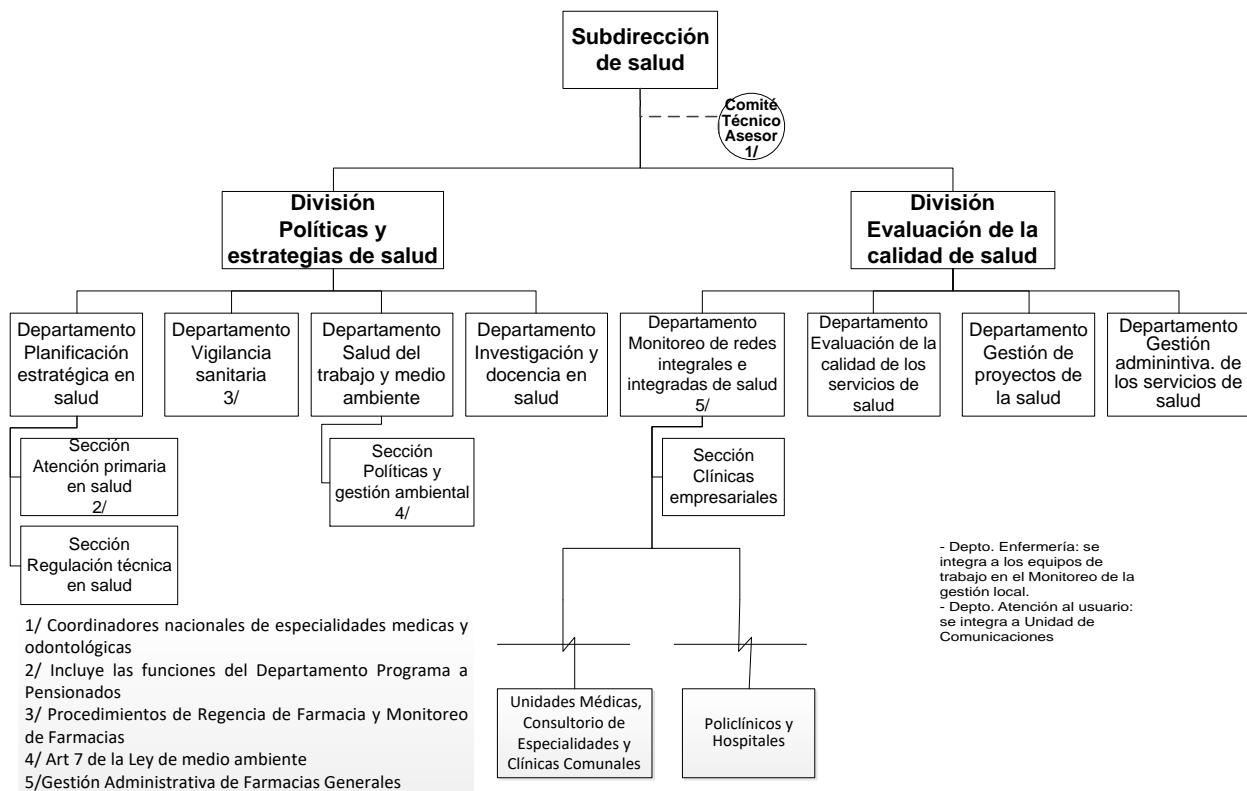 Subdirección
de salud
Comité
Técnico
Asesor
1/
División
Políticas y
estrategias de salud
División
Evaluación de la
calidad de salud
Departamento
Planificación
estratégica en
salud
Departamento
Vigilancia
sanitaria
3/
Departamento
Salud del
trabajo y medio
ambiente
Departamento
Investigación y
docencia en
salud
Departamento
Monitoreo de redes
integrales e
integradas de salud
5/
Departamento
Evaluación de la
calidad de los
servicios de
salud
Departamento
Gestión de
proyectos de
la salud
Departamento
Gestión
adminintiva. de
los servicios de
salud
Sección
Atención primaria
en salud
2/
Sección
Políticas y
gestión ambiental
4/
Sección
Clínicas
empresariales
Sección
Regulación técnica
en salud
- Depto. Enfermería: se
integra a los equipos de
trabajo en el Monitoreo de la
gestión local.
- Depto. Atención al usuario:
se integra a Unidad de
Comunicaciones
1/ Coordinadores nacionales de especialidades medicas y
odontológicas
2/ Incluye las funciones del Departamento Programa a
Pensionados
3/ Procedimientos de Regencia de Farmacia y Monitoreo
de Farmacias
4/ Art 7 de la Ley de medio ambiente
5/Gestión Administrativa de Farmacias Generales
Unidades Médicas,
Consultorio de
Especialidades y
Clínicas Comunales
Policlínicos y
Hospitales